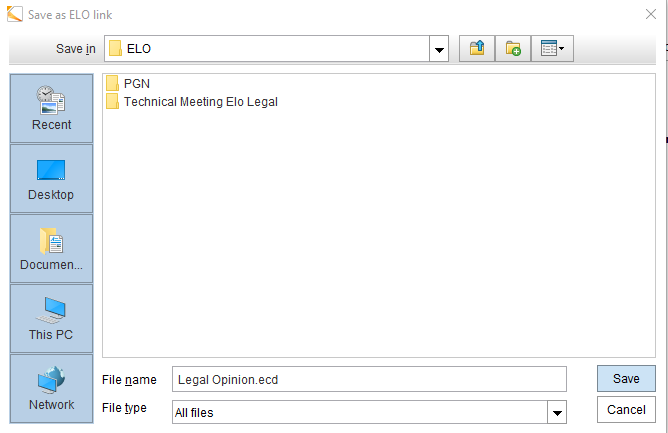 Save as ELO link
Save in
ELO
PGN
Technical Meeting Elo Legal
Recent
Desktop
Documen...
This PC
Network
File name
Legal Opinion.ecd
Save
File type
All files
Cancel